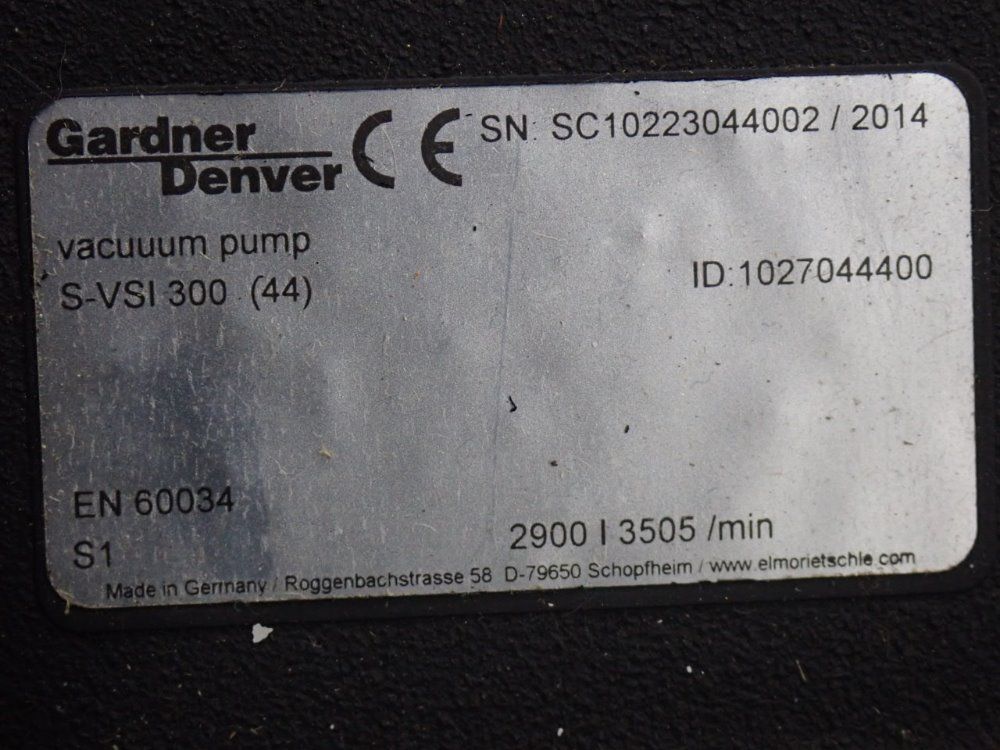 Gardner
Denver
CE
SN: SC10223044002 / 2014
vacuuum pump
S-VSI 300 (44)
ID:1027044400
EN 60034
S1
2900 I 3505 /min
Made in Germany / Roggenbachstrasse 58 D-79650 Schopfheim / www.elmorietschle.com